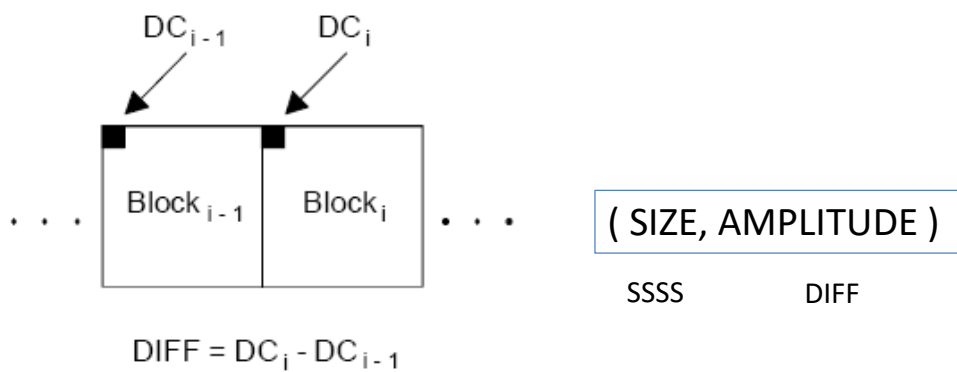 DC i - 1 DC i
Block i - 1 Block i
. . . . . .
( SIZE, AMPLITUDE )
SSSS DIFF
DIFF = DC i - DC i - 1